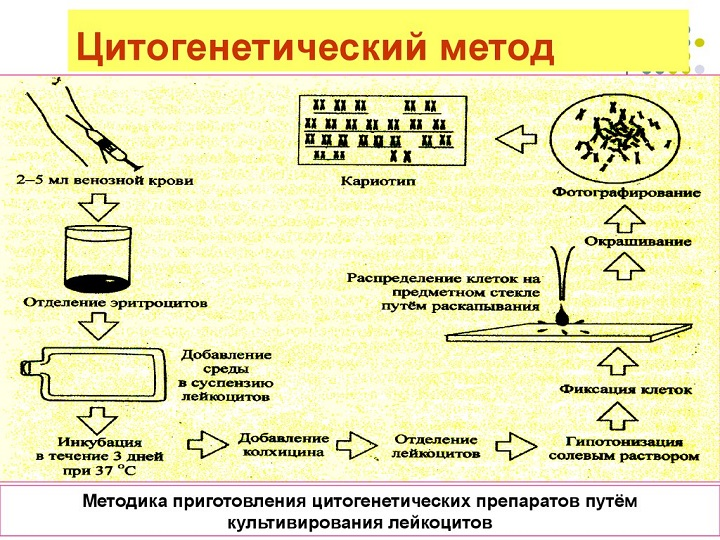 Цитогенетический метод
2–5 мл венозной крови
Отделение эритроцитов
Добавление
среды
в суспензию
лейкоцитов
Инкубация
в течение 3 дней
при 37 °С
Добавление
колхицина
Отделение
лейкоцитов
Гипотонизация
солевым раствором
Фиксация клеток
Распределение клеток на
предметном стекле
путём раскапывания
Окрашивание
Фотографирование
Кариотип
Методика приготовления цитогенетических препаратов путём
культивирования лейкоцитов